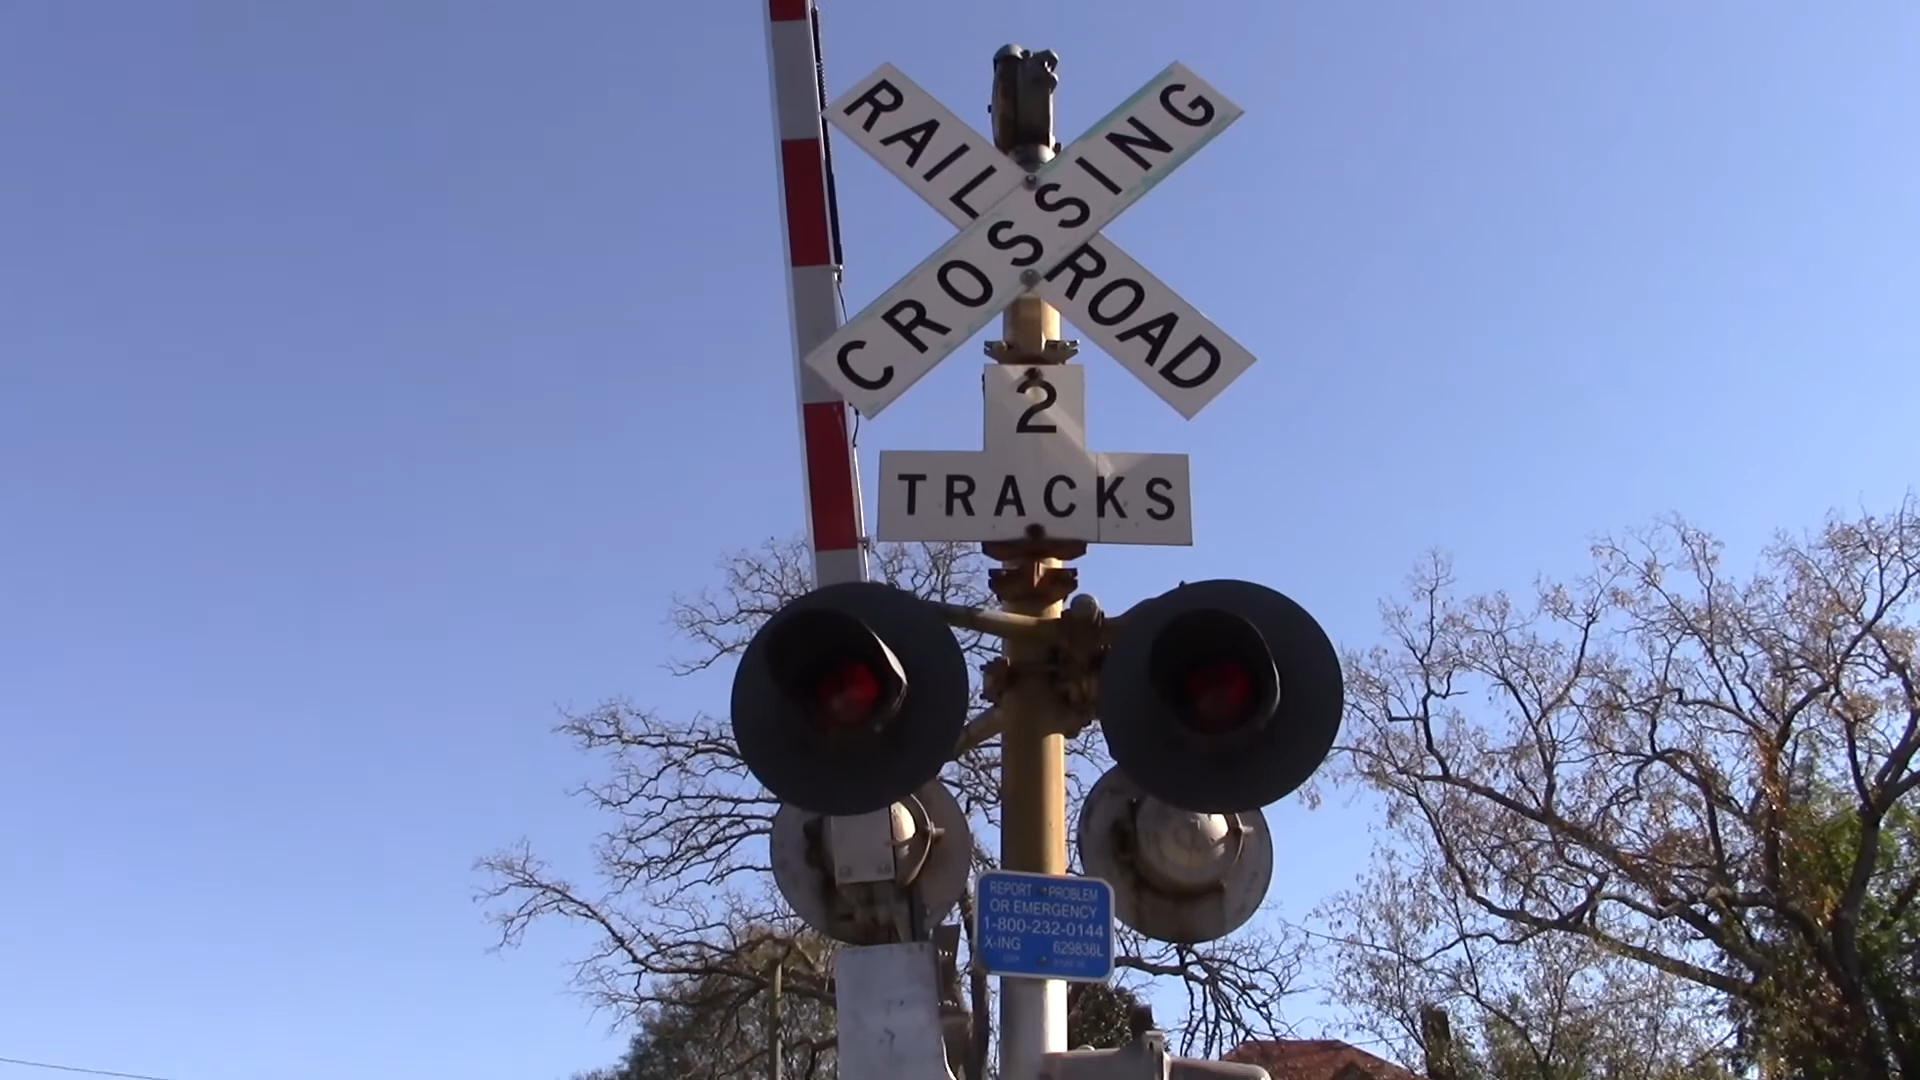 RAILROAD
CROSSING
2
TRACKS
REPORT PROBLEM
OR EMERGENCY
1-800-232-0144
X-ING 629836L